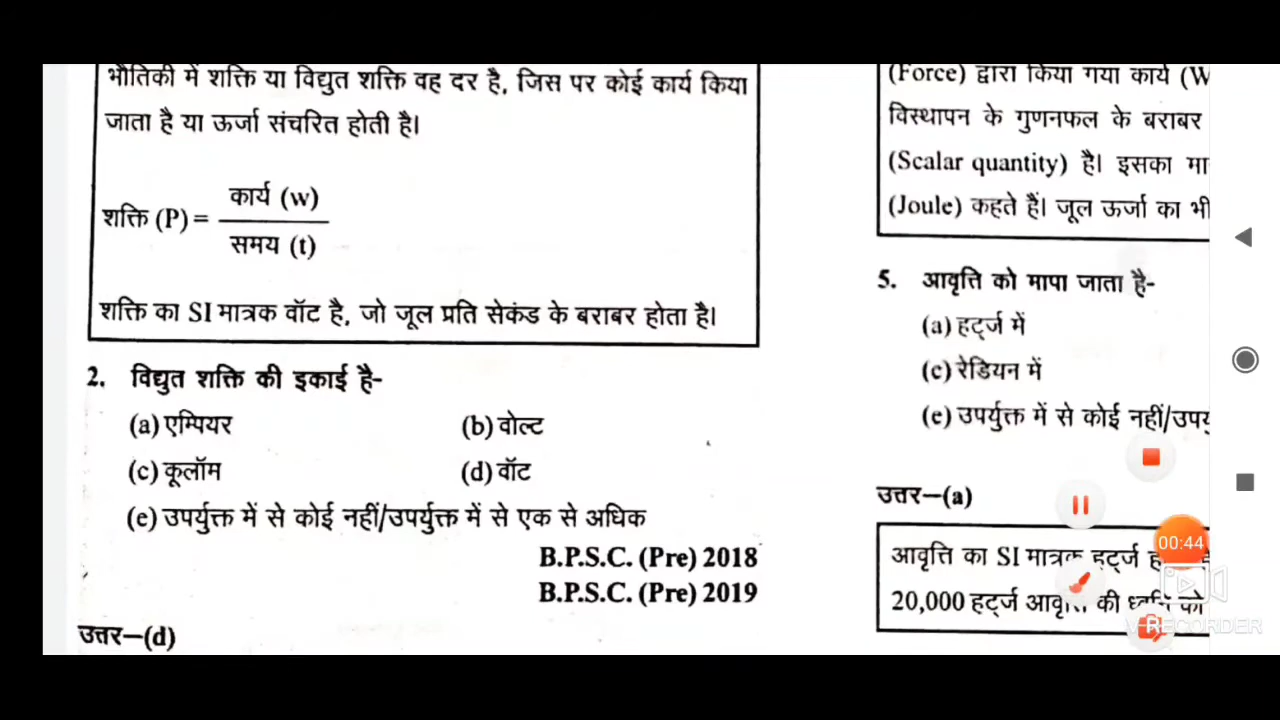 भौतिकी में शक्ति या विद्युत शक्ति वह दर है, जिस पर कोई कार्य किया
जाता है या ऊर्जा संचरित होती है।
शक्ति (P) = कार्य (w)
समय (t)
शक्ति का SI मात्रक वॉट है, जो जूल प्रति सेकंड के बराबर होता है।
2. विद्युत शक्ति की इकाई है-
(a) एम्पियर (b) वोल्ट
(c) कूलॉम (d) वॉट
(e) उपर्युक्त में से कोई नहीं/उपर्युक्त में से एक से अधिक
B.P.S.C. (Pre) 2018
B.P.S.C. (Pre) 2019
उत्तर—(d)
(Force) द्वारा किया गया कार्य (W
विस्थापन के गुणनफल के बराबर
(Scalar quantity) है। इसका मा
(Joule) कहते हैं। जूल ऊर्जा का भी
5. आवृत्ति को मापा जाता है-
(a) हर्ट्ज में
(c) रेडियन में
(e) उपर्युक्त में से कोई नहीं/उपर्
उत्तर—(a)
आवृत्ति का SI मात्रक हर्ट्ज
20,000 हर्ट्ज आवृत्ति की ध्वनि को
00:44
V-RECORDER